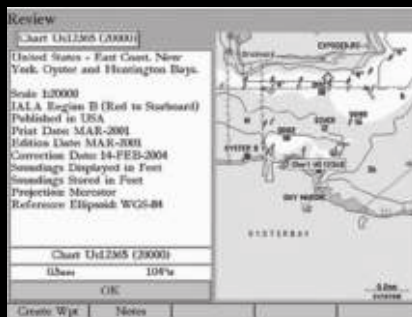 Review
Chart Us12365 (20000)
United States - East Coast. New
York. Oyster and Huntington Bays.
Scale 1:20000
IALA Region B (Red to Starboard)
Published in USA
Print Date: MAR-2001
Edition Date: MAR-2001
Correction Date: 14-FEB-2004
Soundings Displayed in Feet
Soundings Stored in Feet
Projection: Mercator
Reference Ellipsoid: WGS-84
Chart Us12365 (20000)
OK
Create Wpt
Notes
OYSTER B
OYSTERBAY